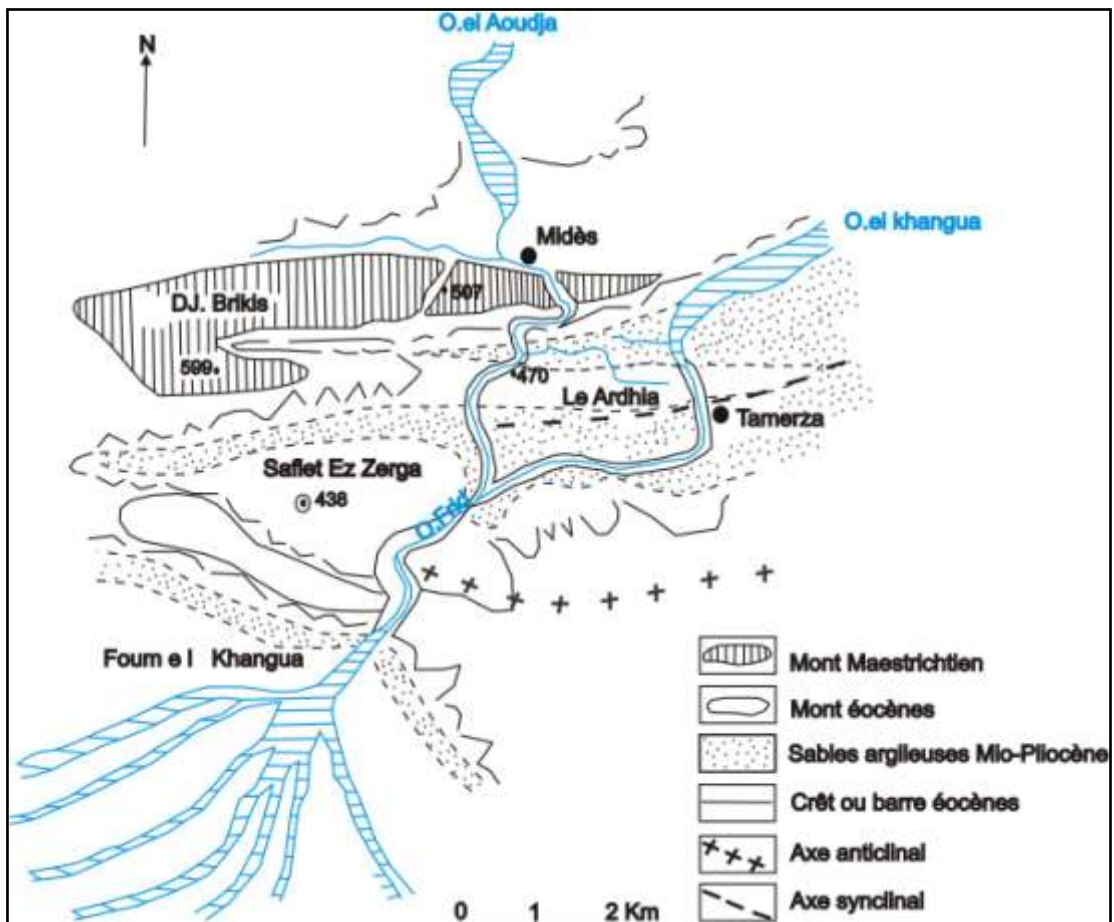 O.el Aoudja
N
O.el khangua
Midès
507
DJ. Brikis
599
470
Le Ardhia
Tamerza
Saflet Ez Zerga
438
O.Frid
Foum e l Khangua
Mont Maestrichtien
Mont éocènes
Sables argileuses Mio-Pliocène
Crêt ou barre éocènes
Axe anticlinal
Axe synclinal
0 1 2 Km